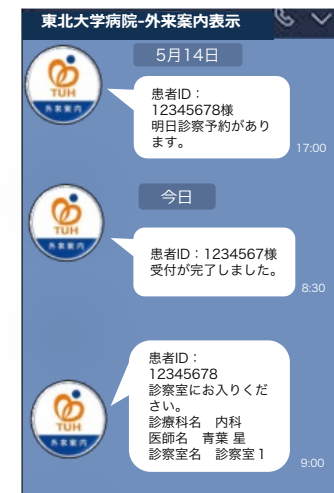 東北大学病院-外来案内表示
5月14日
TUH
外来案内
患者ID：
12345678様
明日診察予約があり
ます。
17:00
今日
TUH
外来案内
患者ID：1234567様
受付が完了しました。
8:30
患者ID：
12345678
診察室にお入りくだ
さい。
診療科名　内科
医師名　青葉 星
診察室名　診察室１
TUH
外来案内
9:00